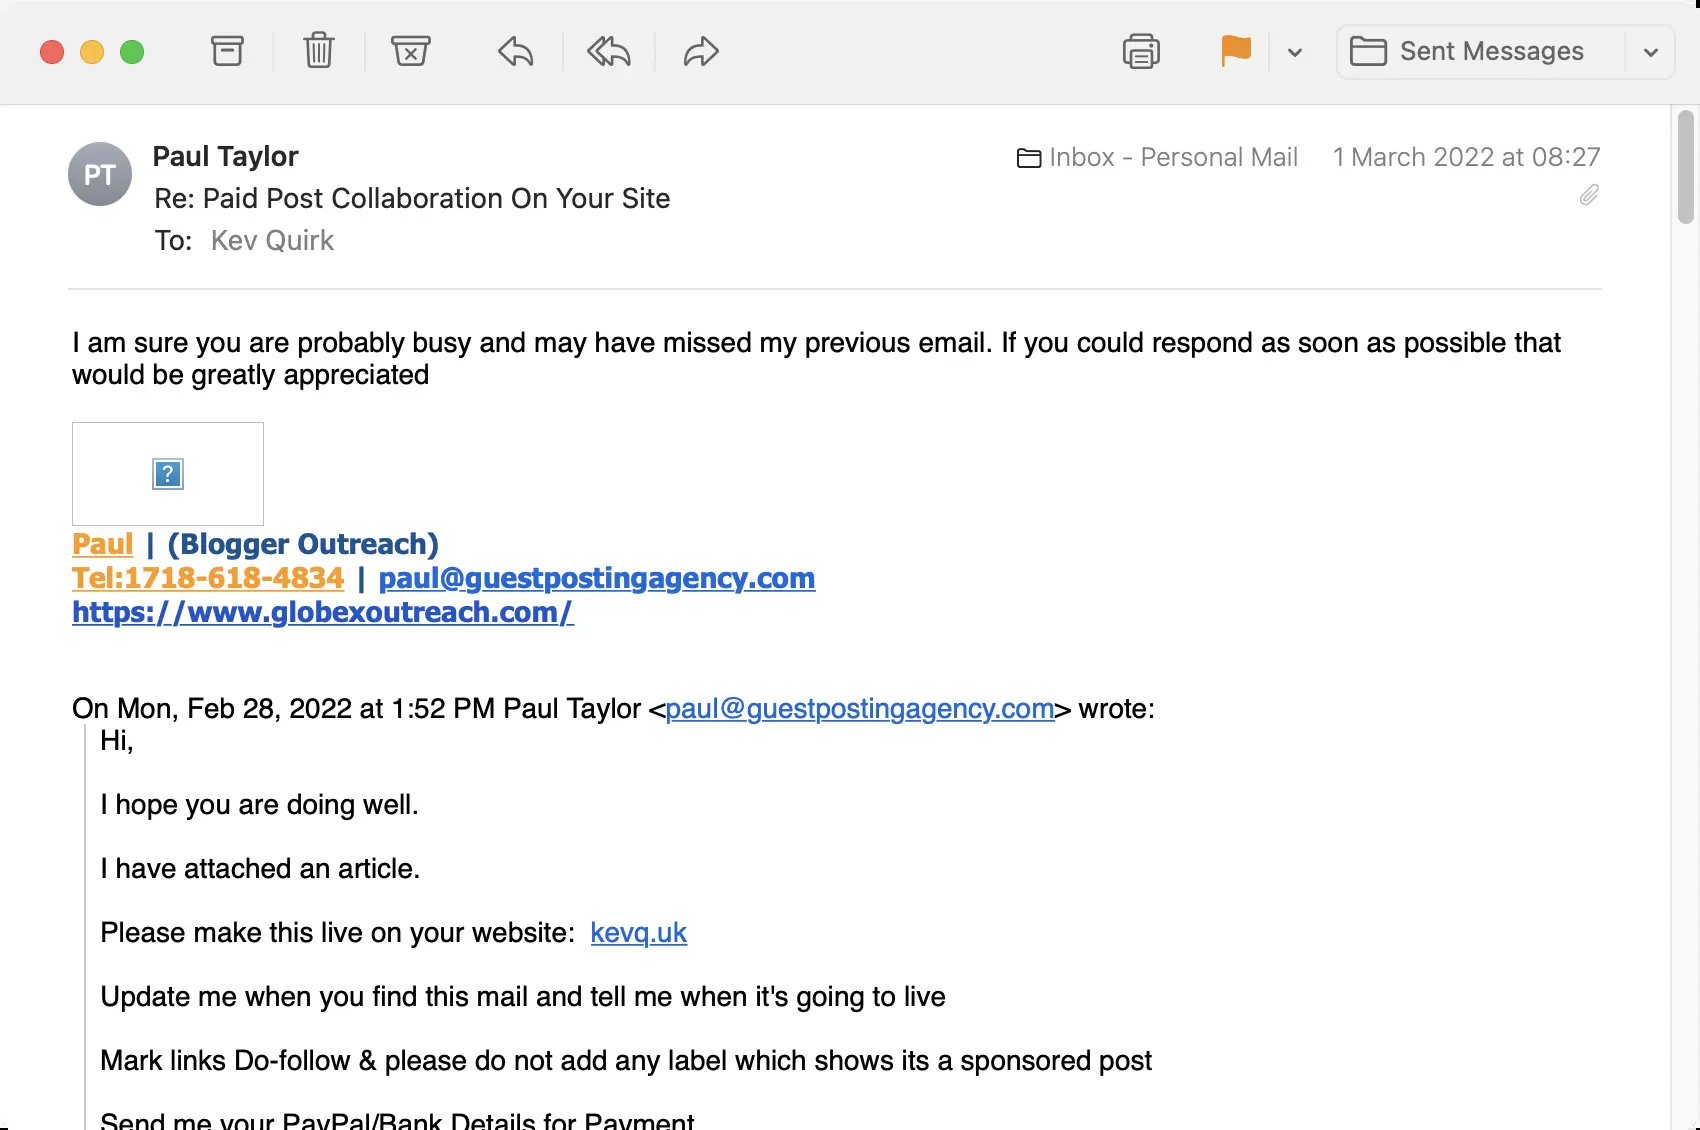 Sent Messages
PT
Paul Taylor
Inbox - Personal Mail 1 March 2022 at 08:27
Re: Paid Post Collaboration On Your Site
To: Kev Quirk
I am sure you are probably busy and may have missed my previous email. If you could respond as soon as possible that
would be greatly appreciated
?
Paul | (Blogger Outreach)
Tel:1718-618-4834 | paul@guestpostingagency.com
https://www.globexoutreach.com/
On Mon, Feb 28, 2022 at 1:52 PM Paul Taylor <paul@guestpostingagency.com> wrote:
Hi,
I hope you are doing well.
I have attached an article.
Please make this live on your website: kevq.uk
Update me when you find this mail and tell me when it's going to live
Mark links Do-follow & please do not add any label which shows its a sponsored post
Send me your PayPal/Bank Details for Payment